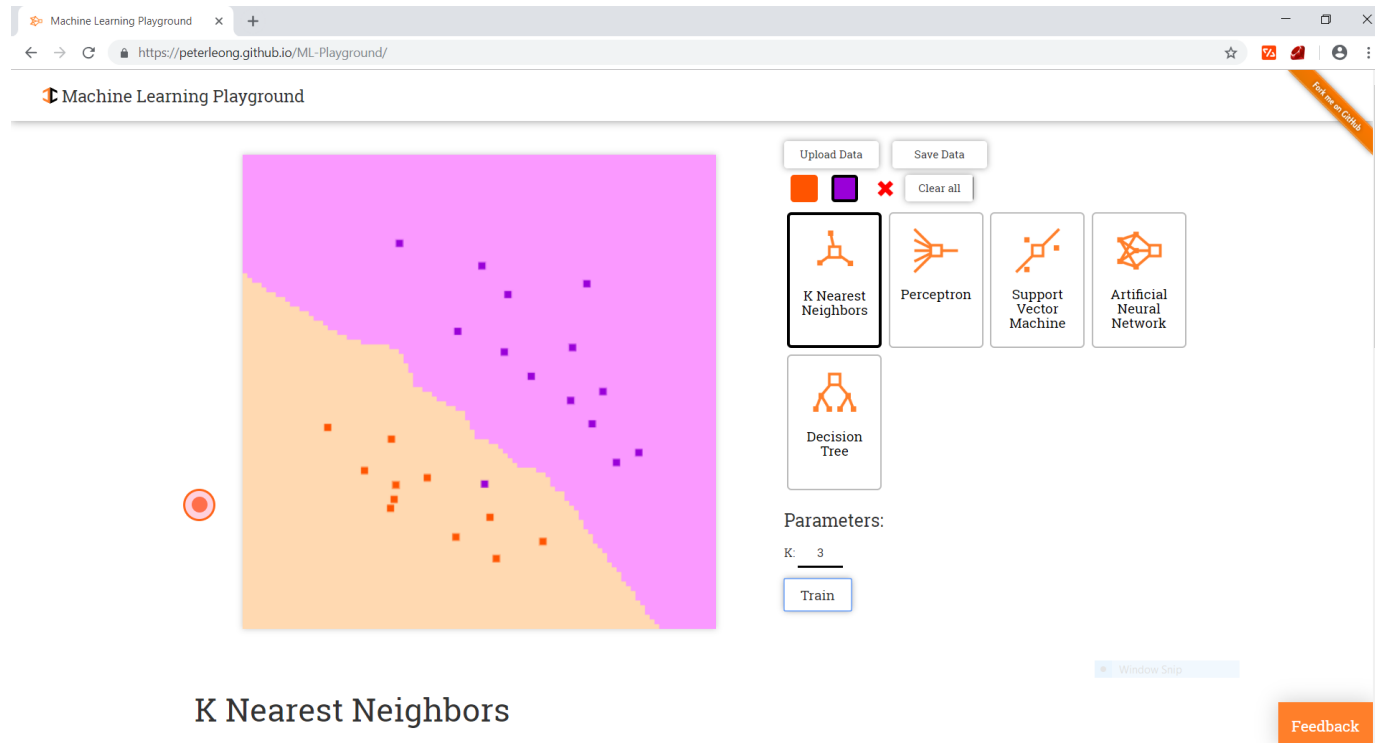 Machine Learning Playground
https://peterleong.github.io/ML-Playground/
Machine Learning Playground
Fork me on GitHub
Upload Data
Save Data
Clear all
K Nearest
Neighbors
Perceptron
Support
Vector
Machine
Artificial
Neural
Network
Decision
Tree
Parameters:
K: 3
Train
Window Snip
K Nearest Neighbors
Feedback